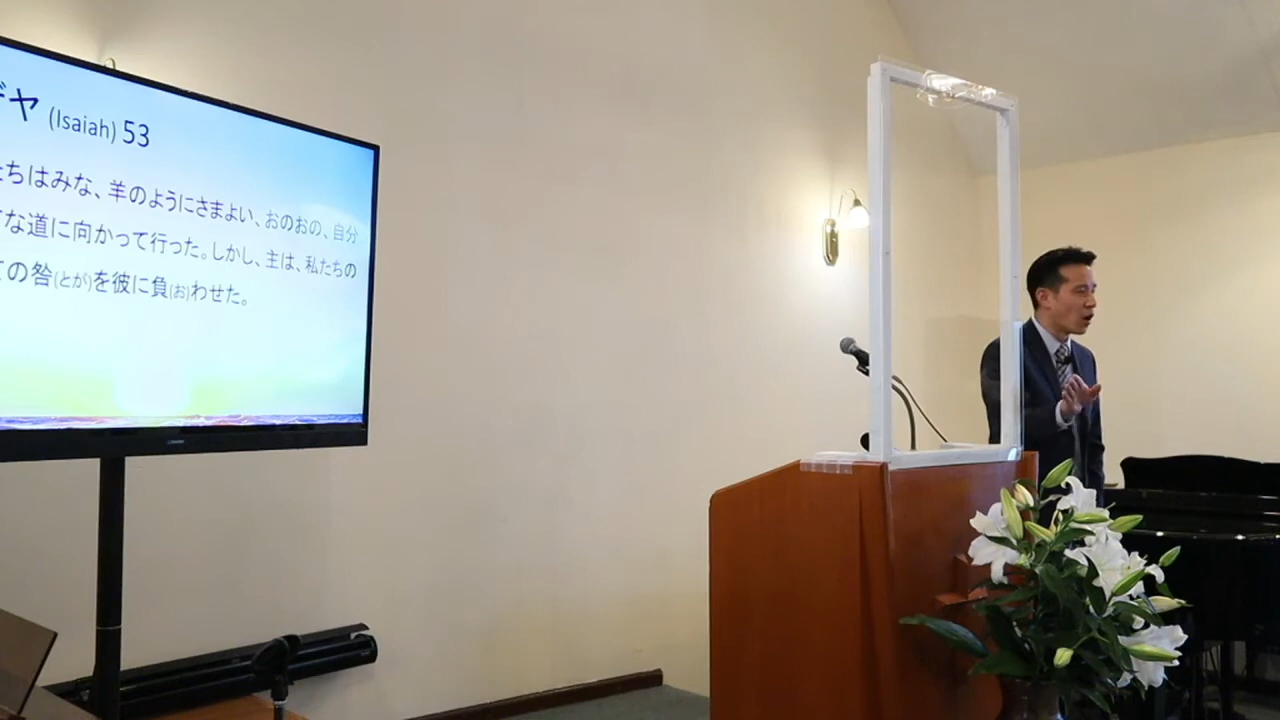 ヤ (Isaiah) 53
ちはみな、羊のようにさまよい、おのおの、自分
な道に向かって行った。しかし、主は、私たちの
の咎(とが)を彼に負(お)わせた。